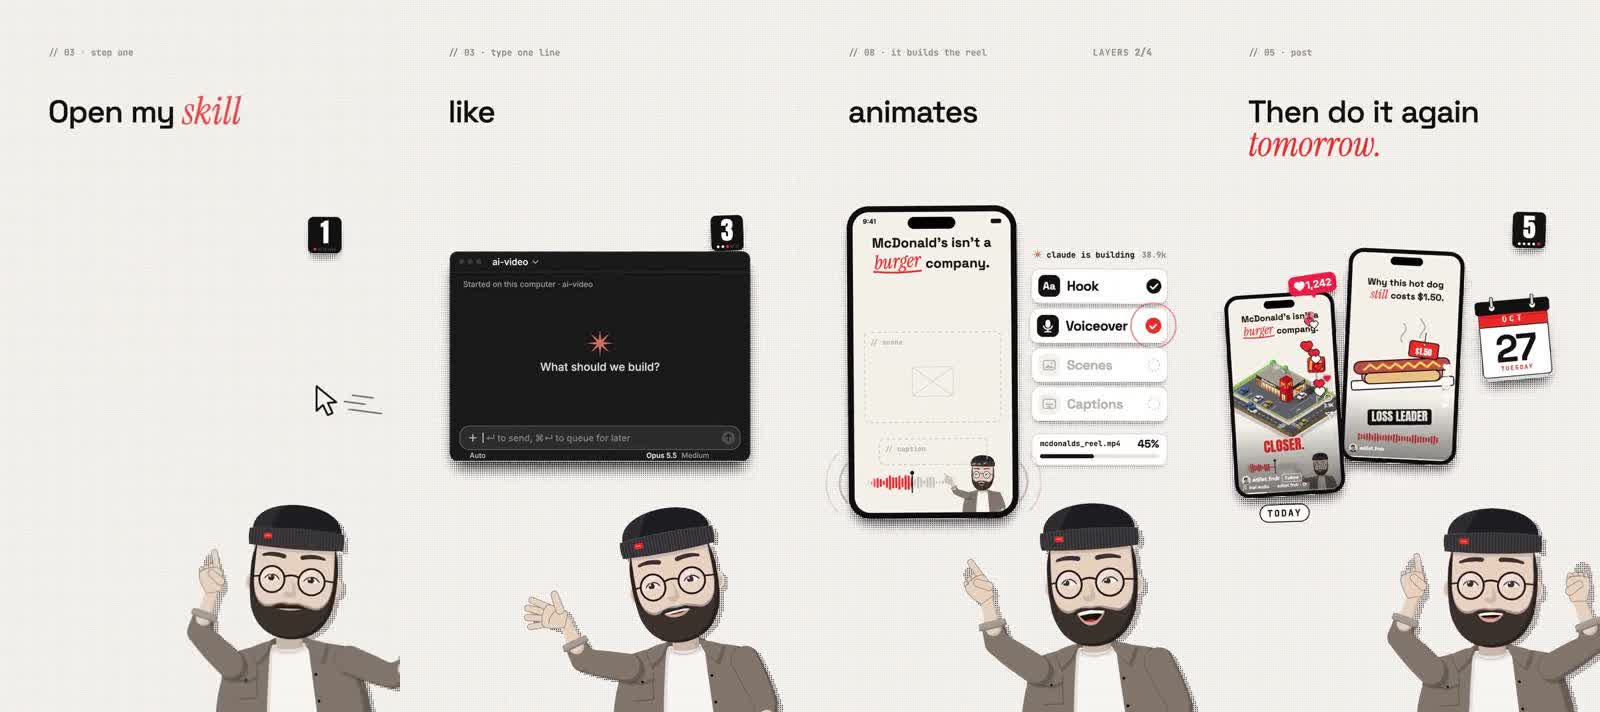 // 03 · step one
Open my skill
1
// 03 · type one line
like
3
ai-video
Started on this computer · ai-video
What should we build?
+ ↵ to send, ⌘↵ to queue for later
Auto
Opus 5.5 Medium
// 08 · it builds the reel
LAYERS 2/4
animates
9:41
McDonald's isn't a
burger company.
// scene
// caption
claude is building 38.9k
Aa Hook
Voiceover
Scenes
Captions
mcdonalds_reel.mp4 45%
// 05 · post
Then do it again
tomorrow.
5
1,242
McDonald's isn't a
burger company.
CLOSER.
Follow
TODAY
Why this hot dog
still costs $1.50.
$1.50
LOSS LEADER
OCT
27
TUESDAY